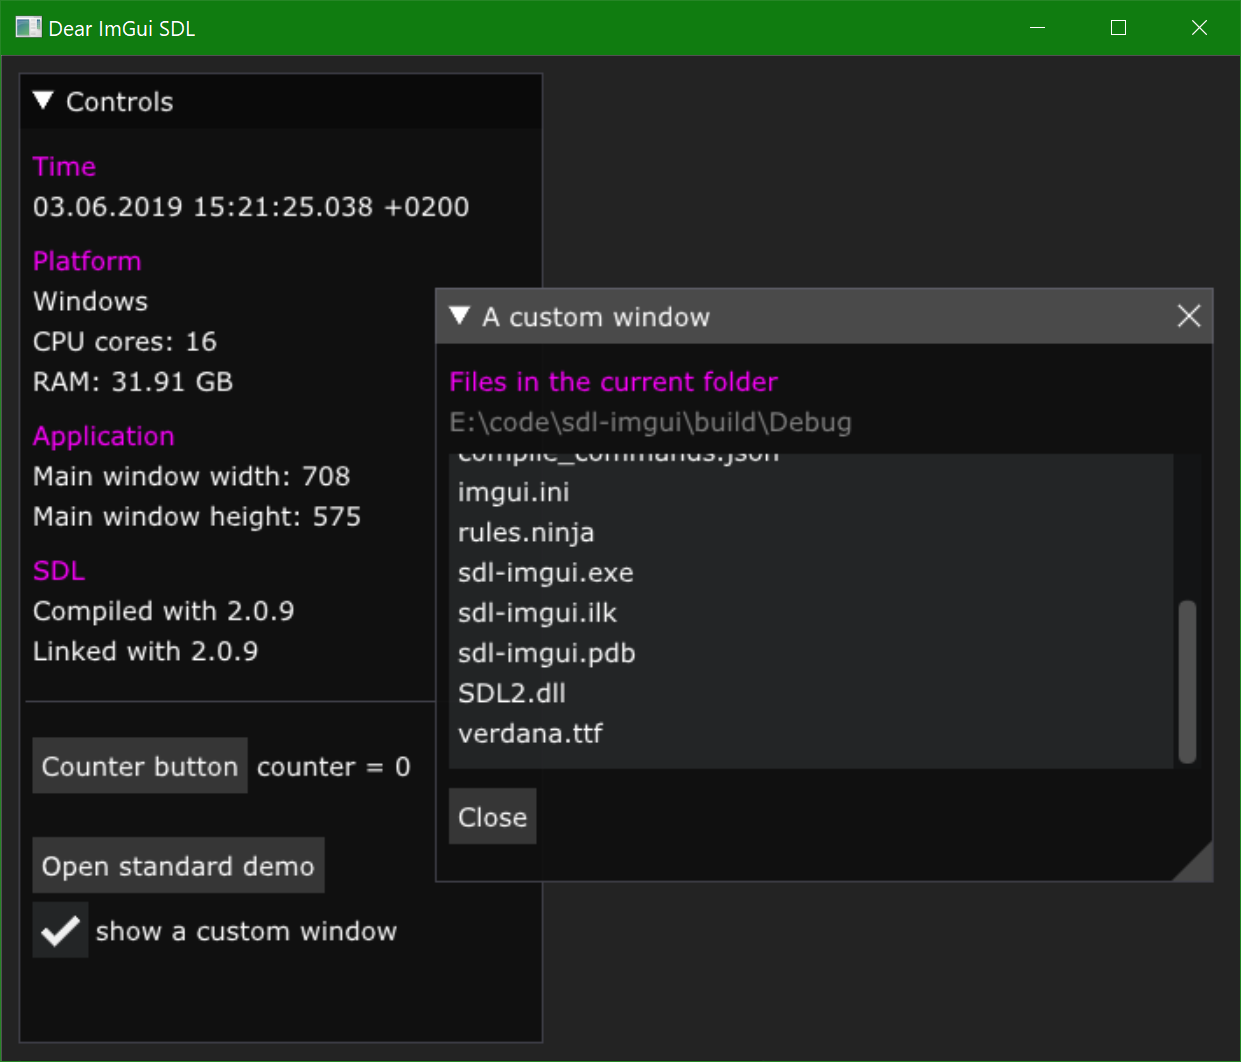 Dear ImGui SDL
Controls
Time
03.06.2019 15:21:25.038 +0200
Platform
Windows
CPU cores: 16
RAM: 31.91 GB
Application
Main window width: 708
Main window height: 575
SDL
Compiled with 2.0.9
Linked with 2.0.9
Counter button counter = 0
Open standard demo
show a custom window
A custom window
Files in the current folder
E:\code\sdl-imgui\build\Debug
compile_commands.json
imgui.ini
rules.ninja
sdl-imgui.exe
sdl-imgui.ilk
sdl-imgui.pdb
SDL2.dll
verdana.ttf
Close